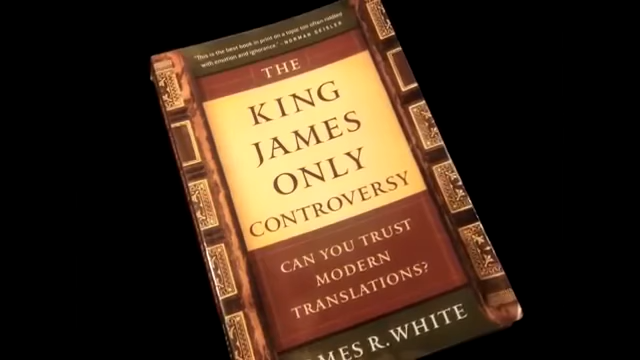 "This is the best book in print on a topic too often riddled
with emotion and ignorance." - NORMAN GEISLER
THE
KING
JAMES
ONLY
CONTROVERSY
CAN YOU TRUST
MODERN
TRANSLATIONS?
MES R. WHITE